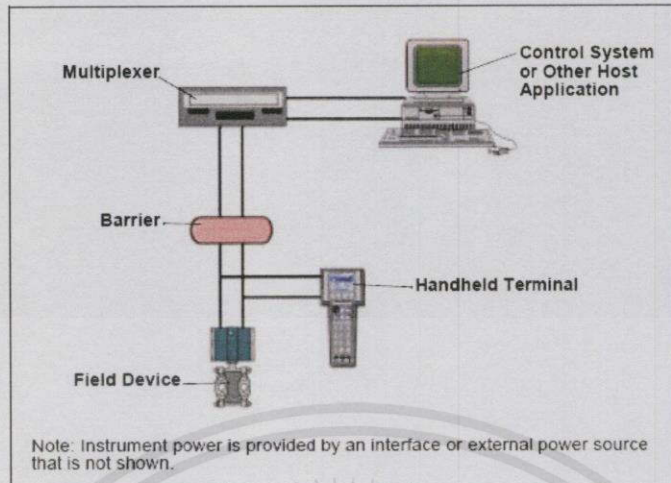 Multiplexer
Control System
or Other Host
Application
Barrier
Handheld Terminal
Field Device
Note: Instrument power is provided by an interface or external power source
that is not shown.